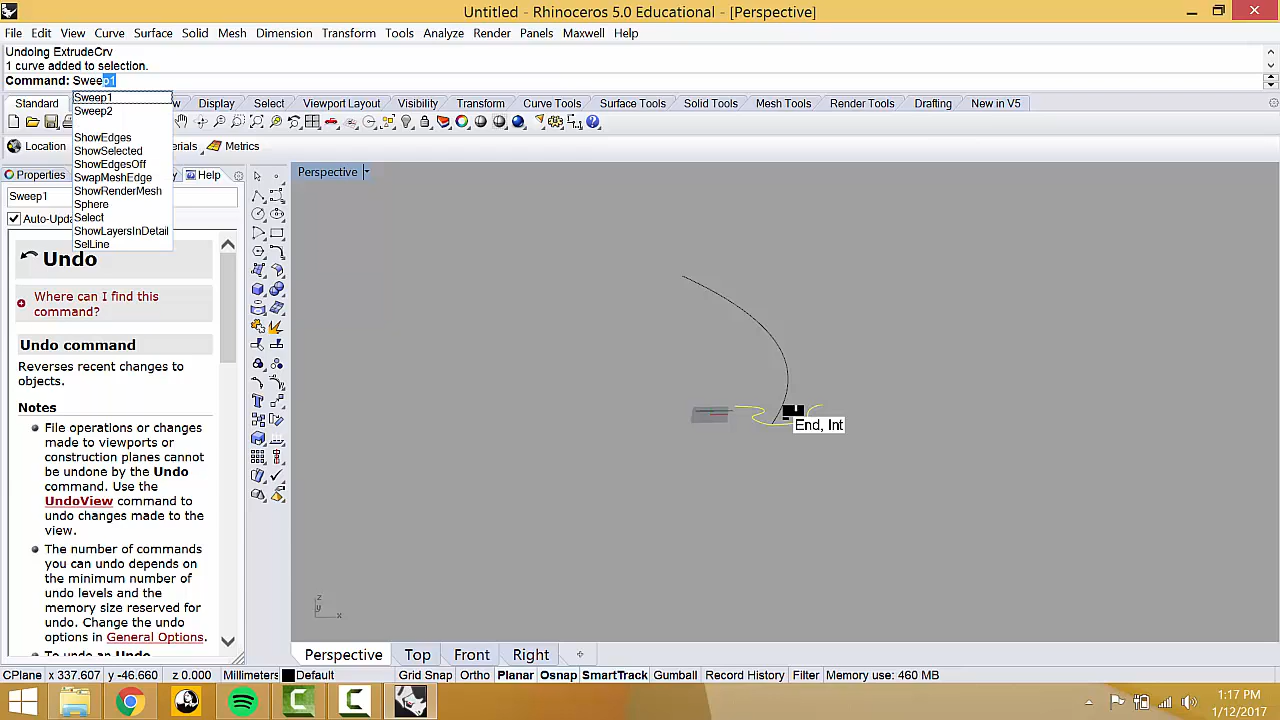 Untitled - Rhinoceros 5.0 Educational - [Perspective]
File Edit View Curve Surface Solid Mesh Dimension Transform Tools Analyze Render Panels Maxwell Help
Undoing ExtrudeCrv
1 curve added to selection.
Command: Sweep1
Standard Display Select Viewport Layout Visibility Transform Curve Tools Surface Tools Solid Tools Mesh Tools Render Tools Drafting New in V5
Sweep1
Sweep2
ShowEdges
ShowSelected
ShowEdgesOff
SwapMeshEdge
ShowRenderMesh
Sphere
Select
ShowLayersInDetail
SelLine
Location Metrics
Properties Help
Perspective
Sweep1
Auto-Upda
Undo
Where can I find this
command?
Undo command
Reverses recent changes to
objects.
Notes
File operations or changes
made to viewports or
construction planes cannot
be undone by the Undo
command. Use the
UndoView command to
undo changes made to the
view.
The number of commands
you can undo depends on
the minimum number of
undo levels and the
memory size reserved for
undo. Change the undo
options in General Options.
To undo an Undo
End, Int
z
y
x
Perspective Top Front Right
CPlane x 337.607 y -46.660 z 0.000 Millimeters Default Grid Snap Ortho Planar Osnap SmartTrack Gumball Record History Filter Memory use: 460 MB
1:17 PM
1/12/2017